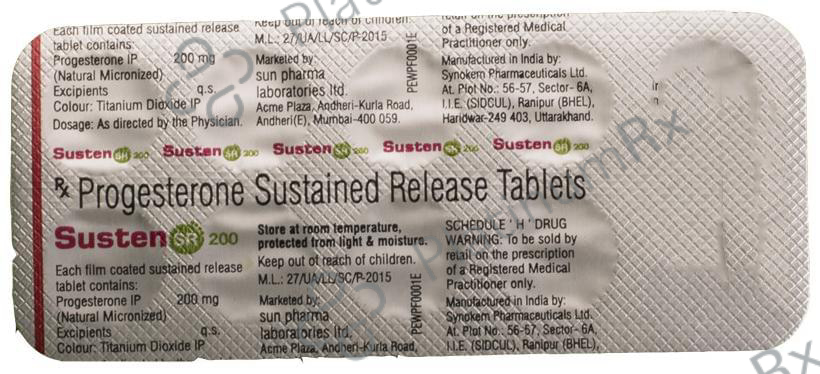 Each film coated sustained release
tablet contains:
Progesterone IP 200 mg
(Natural Micronized)
Excipients q.s.
Colour: Titanium Dioxide IP
Dosage: As directed by the Physician.
Keep out of reach of children.
M.L.: 27/UA/LL/SC/P-2015
Marketed by:
sun pharma
laboratories ltd.
Acme Plaza, Andheri-Kurla Road,
Andheri(E), Mumbai-400 059.
PEWPF0001E
retail on the prescription
of a Registered Medical
Practitioner only.
Manufactured in India by:
Synokem Pharmaceuticals Ltd.
At. Plot No.: 56-57, Sector- 6A,
I.I.E. (SIDCUL), Ranipur (BHEL),
Haridwar-249 403, Uttarakhand.
Susten SR 200 Susten SR 200 Susten SR 200 Susten SR 200 Susten SR 200
Rx Progesterone Sustained Release Tablets
Susten SR 200
Each film coated sustained release
tablet contains:
Progesterone IP 200 mg
(Natural Micronized)
Excipients q.s.
Colour: Titanium Dioxide IP
Store at room temperature,
protected from light & moisture.
Keep out of reach of children.
M.L.: 27/UA/LL/SC/P-2015
Marketed by:
sun pharma
laboratories ltd.
Acme Plaza, Andheri-Kurla Road,
PEWPF0001E
SCHEDULE 'H' DRUG
WARNING: To be sold by
retail on the prescription
of a Registered Medical
Practitioner only.
Manufactured in India by:
Synokem Pharmaceuticals Ltd.
At. Plot No.: 56-57, Sector- 6A,
I.I.E. (SIDCUL), Ranipur (BHEL),